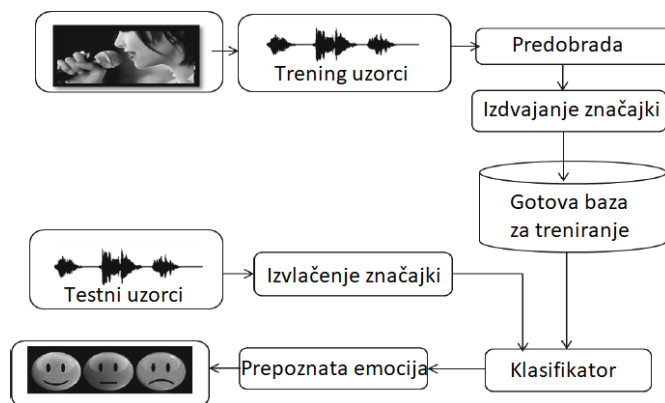 Trening uzorci
Predobrada
Izdvajanje značajki
Gotova baza
za treniranje
Testni uzorci
Izvlačenje značajki
Klasifikator
Prepoznata emocija